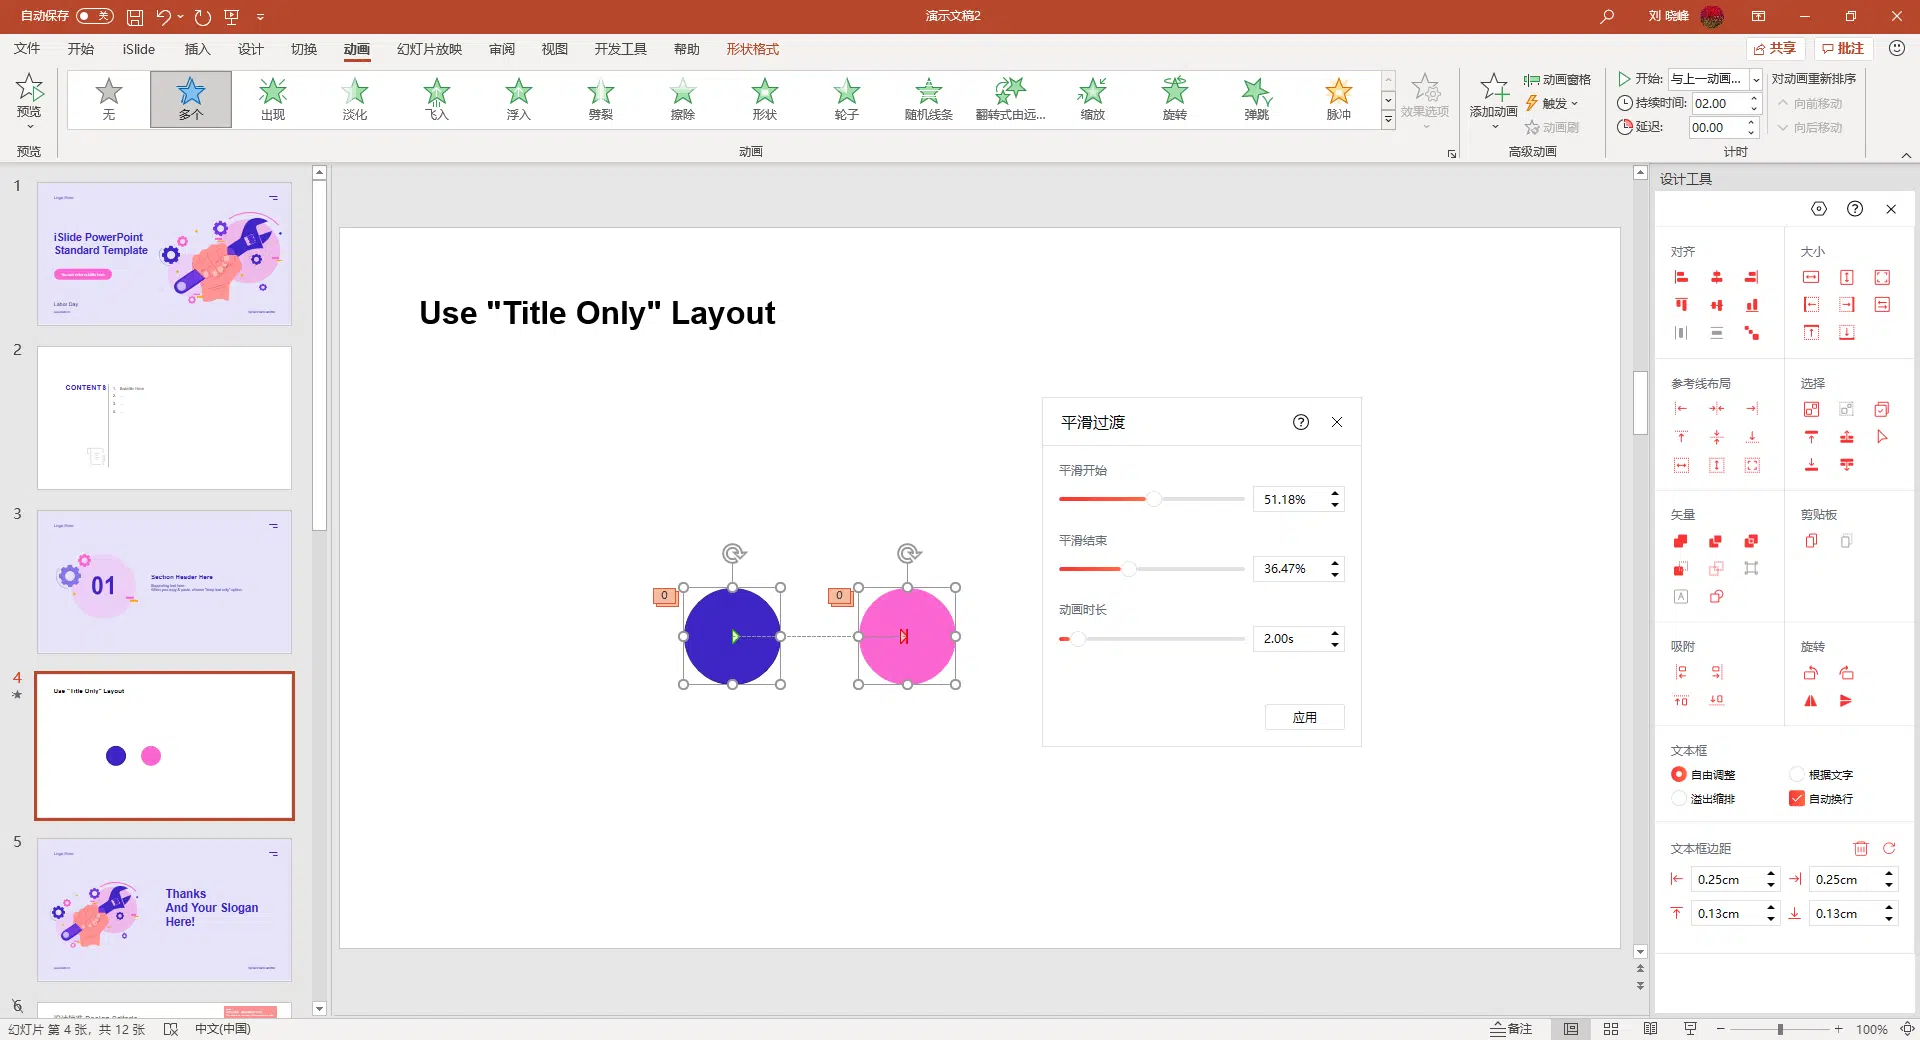 自动保存 关
演示文稿2
刘 晓峰
文件 开始 iSlide 插入 设计 切换 动画 幻灯片放映 审阅 视图 开发工具 帮助 形状格式
共享 批注
预览
无 多个 出现 淡化 飞入 浮入 劈裂 擦除 形状 轮子 随机线条 翻转式由远... 缩放 旋转 弹跳 脉冲
效果选项
添加动画
动画窗格
触发
动画刷
开始: 与上一动画...
持续时间: 02.00
延迟: 00.00
对动画重新排序
向前移动
向后移动
预览 动画 高级动画 计时
1
iSlide PowerPoint
Standard Template
Labor Day
2
CONTENTS
3
01
Section Header Here
4
Use "Title Only" Layout
5
Thanks
And Your Slogan
Here!
6
Use "Title Only" Layout
0
0
平滑过渡
平滑开始
51.18%
平滑结束
36.47%
动画时长
2.00s
应用
设计工具
对齐 大小
参考线布局 选择
矢量 剪贴板
A
吸附 旋转
文本框
自由调整 根据文字
溢出缩排 自动换行
文本框边距
0.25cm 0.25cm
0.13cm 0.13cm
幻灯片 第 4 张, 共 12 张 中文(中国)
备注
100%